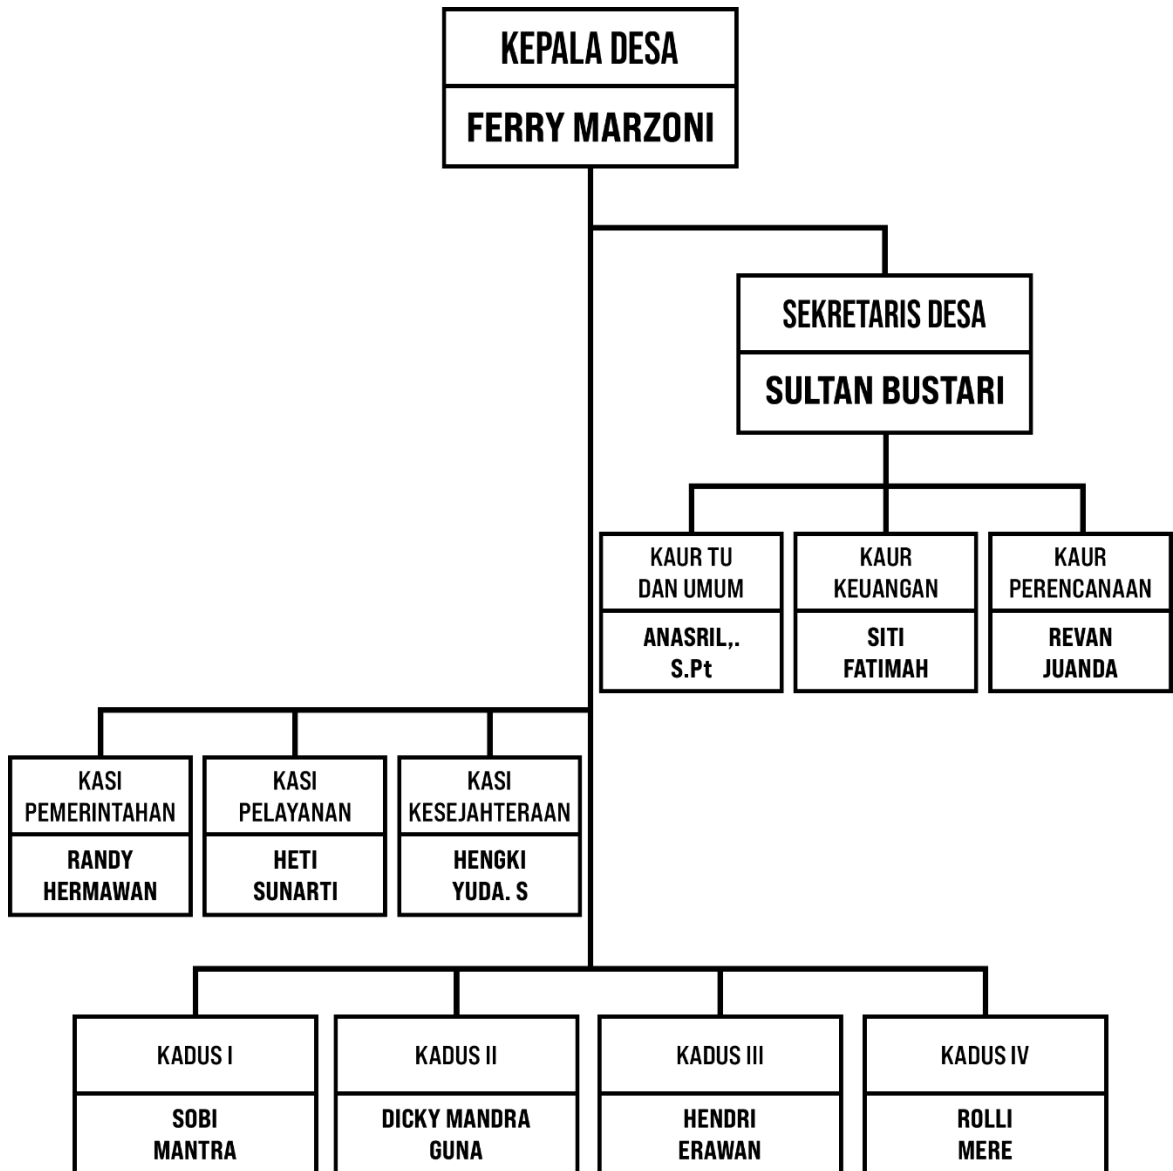 KEPALA DESA
FERRY MARZONI
SEKRETARIS DESA
SULTAN BUSTARI
KAUR TU
DAN UMUM
ANASRIL,.
S.Pt
KAUR
KEUANGAN
SITI
FATIMAH
KAUR
PERENCANAAN
REVAN
JUANDA
KASI
PEMERINTAHAN
RANDY
HERMAWAN
KASI
PELAYANAN
HETI
SUNARTI
KASI
KESEJAHTERAAN
HENGKI
YUDA. S
KADUS I
SOBI
MANTRA
KADUS II
DICKY MANDRA
GUNA
KADUS III
HENDRI
ERAWAN
KADUS IV
ROLLI
MERE